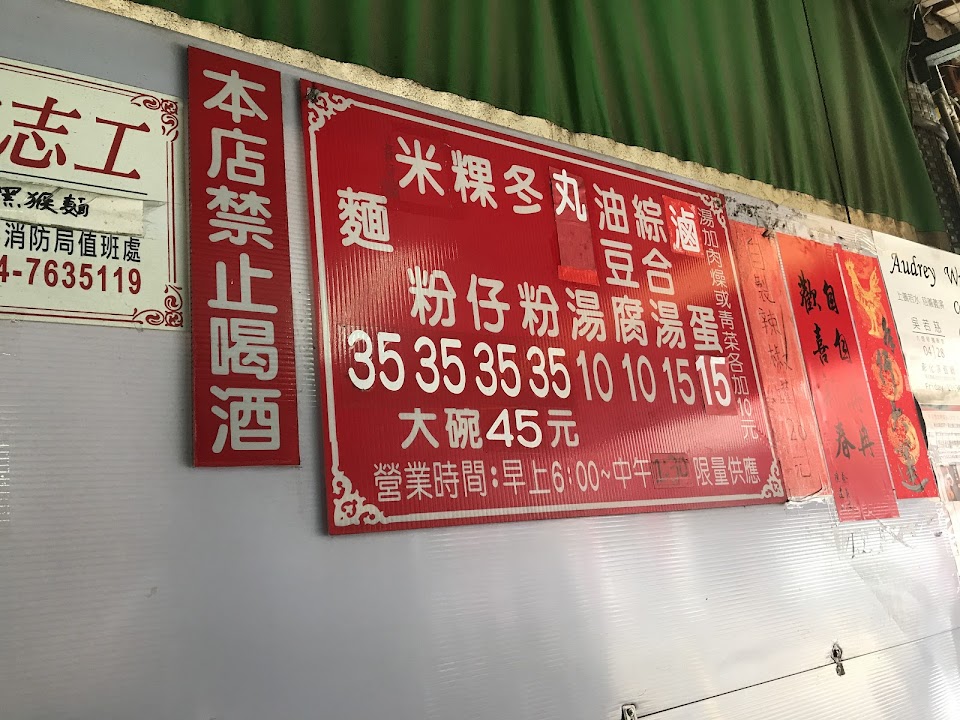 志工
黑猴麵
消防局值班處
4-7635119
本店禁止喝酒
麵 35
米粉 35
粿仔 35
冬粉 35
丸湯 10
油豆腐 10
綜合湯 15
滷蛋 15
湯加肉燥或青菜各加10元
大碗45元
營業時間:早上6:00~中午 限量供應
歡喜
Audrey